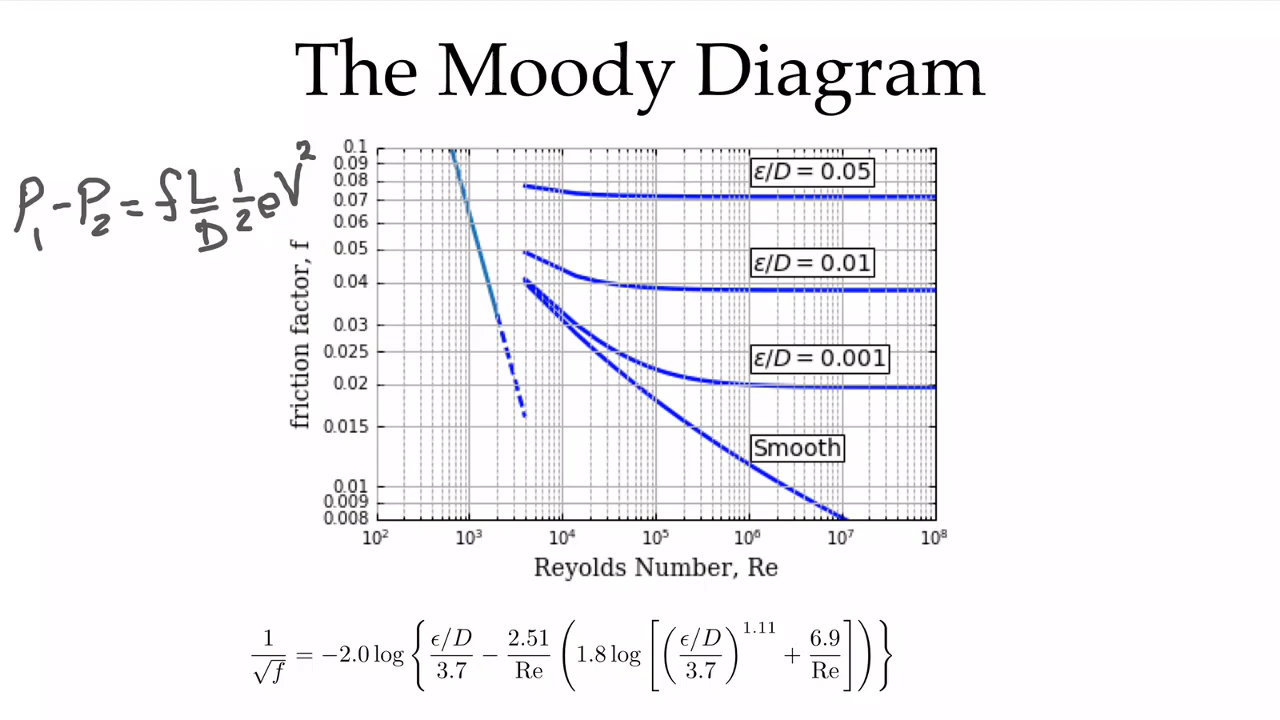 The Moody Diagram
P₁-P₂ = f L/D 1/2 ρV²
friction factor, f
0.1
0.09
0.08
0.07
0.06
0.05
0.04
0.03
0.025
0.02
0.015
0.01
0.009
0.008
ε/D = 0.05
ε/D = 0.01
ε/D = 0.001
Smooth
10² 10³ 10⁴ 10⁵ 10⁶ 10⁷ 10⁸
Reyolds Number, Re
1/√f = −2.0 log { (ϵ/D)/3.7 − 2.51/Re ( 1.8 log [ ( (ϵ/D)/3.7 )^1.11 + 6.9/Re ] ) }